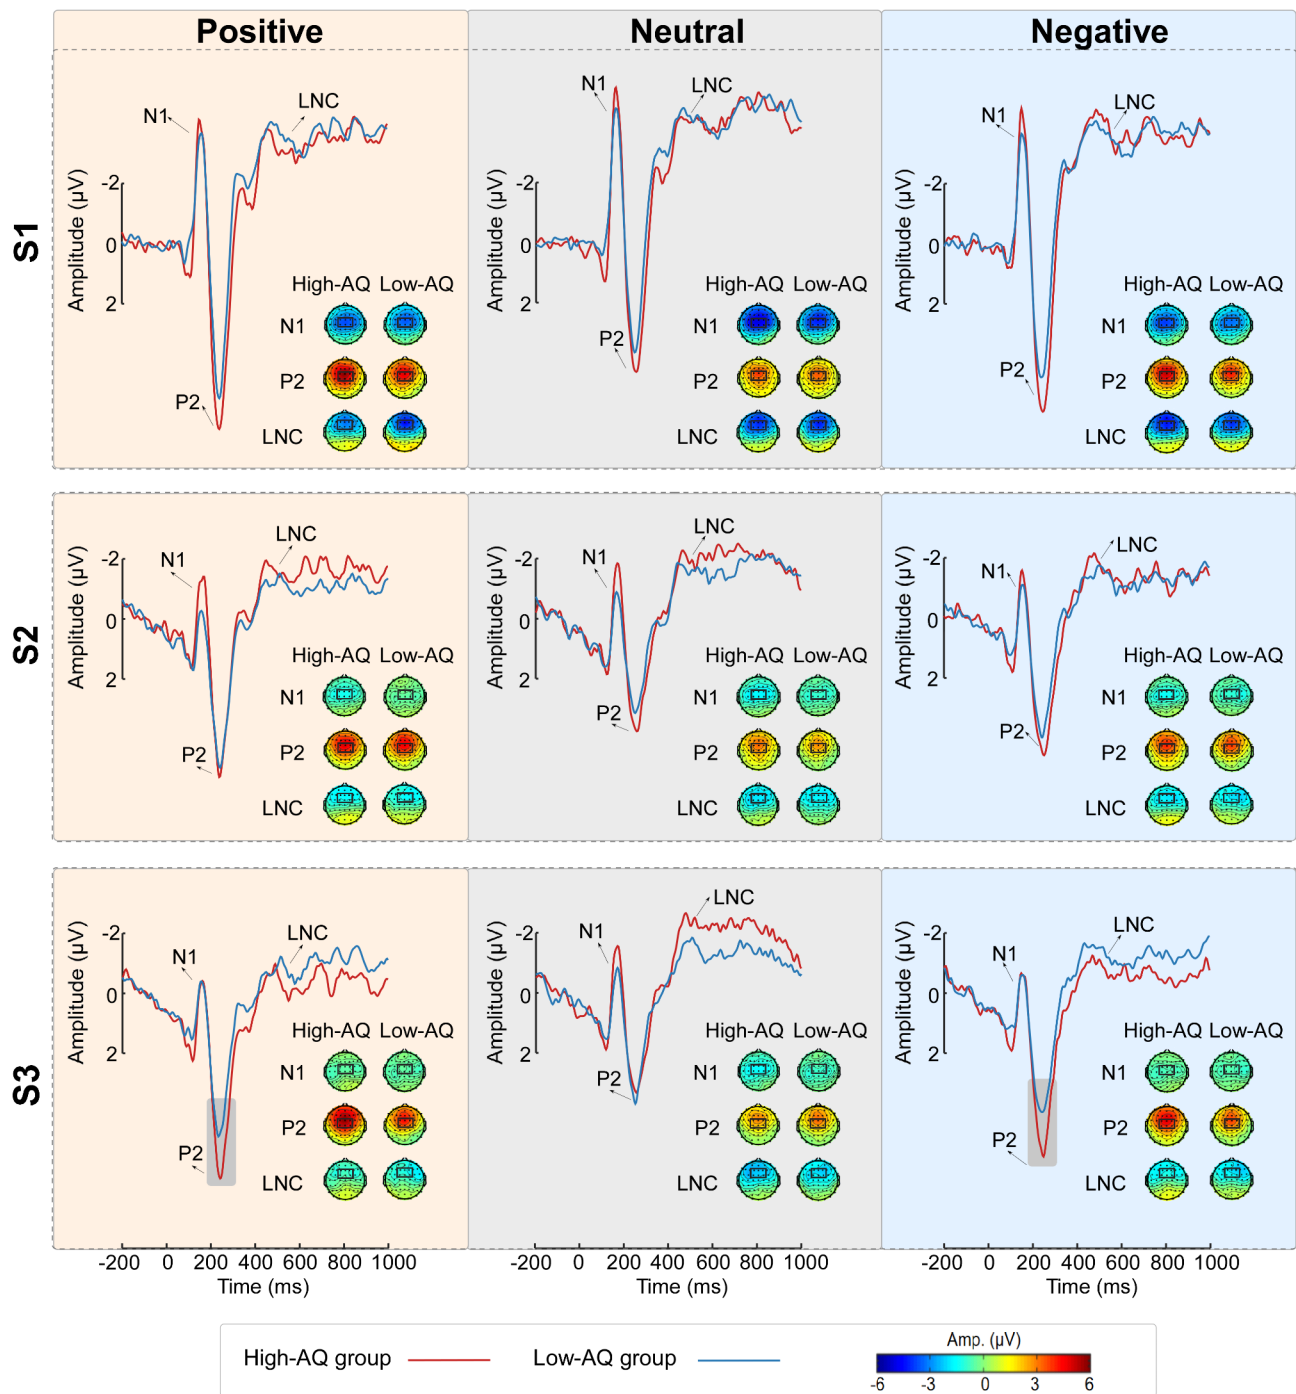 Positive Neutral Negative
S1
N1 LNC
-2
0
2
Amplitude (µV)
P2
High-AQ Low-AQ
N1
P2
LNC
N1 LNC
-2
0
2
Amplitude (µV)
P2
High-AQ Low-AQ
N1
P2
LNC
N1 LNC
-2
0
2
Amplitude (µV)
P2
High-AQ Low-AQ
N1
P2
LNC
S2
N1 LNC
-2
0
2
Amplitude (µV)
P2
High-AQ Low-AQ
N1
P2
LNC
N1 LNC
-2
0
2
Amplitude (µV)
P2
High-AQ Low-AQ
N1
P2
LNC
N1 LNC
-2
0
2
Amplitude (µV)
P2
High-AQ Low-AQ
N1
P2
LNC
S3
N1 LNC
-2
0
2
Amplitude (µV)
P2
High-AQ Low-AQ
N1
P2
LNC
-200 0 200 400 600 800 1000
Time (ms)
N1 LNC
-2
0
2
Amplitude (µV)
P2
High-AQ Low-AQ
N1
P2
LNC
-200 0 200 400 600 800 1000
Time (ms)
N1 LNC
-2
0
2
Amplitude (µV)
P2
High-AQ Low-AQ
N1
P2
LNC
-200 0 200 400 600 800 1000
Time (ms)
High-AQ group Low-AQ group
Amp. (µV)
-6 -3 0 3 6